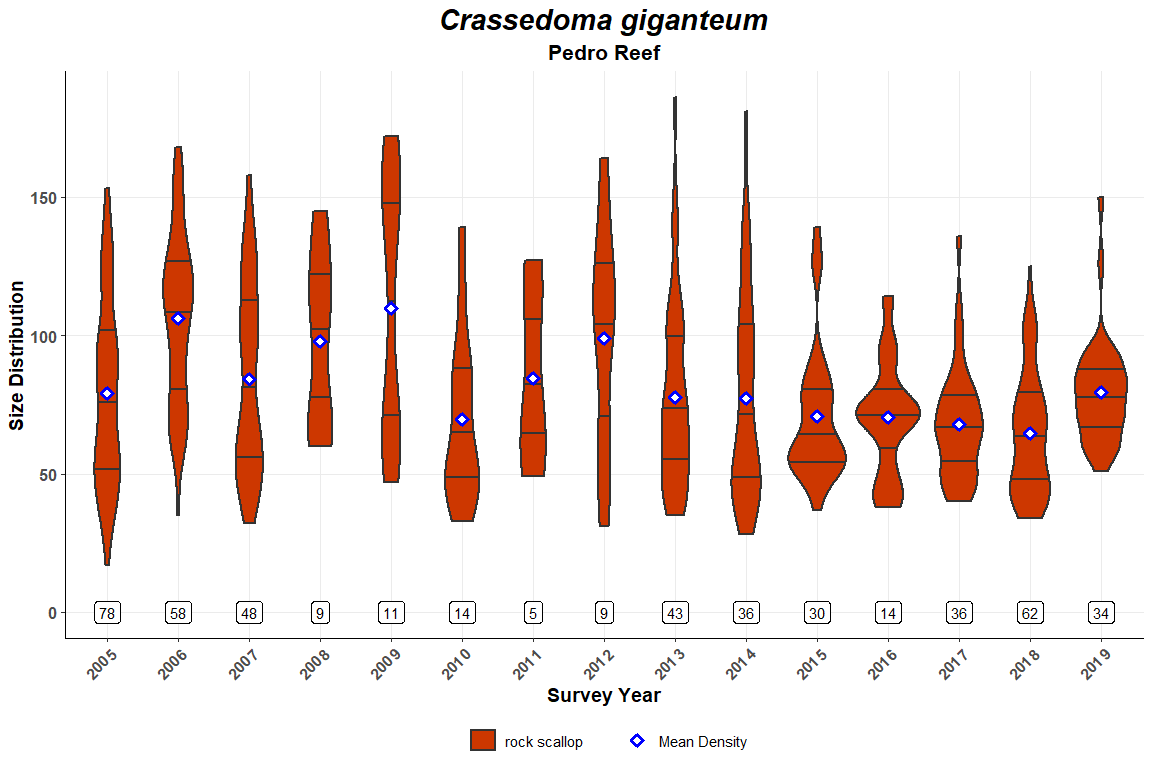 Crassedoma giganteum
Pedro Reef
Size Distribution
150
100
50
0
78 58 48 9 11 14 5 9 43 36 30 14 36 62 34
2005 2006 2007 2008 2009 2010 2011 2012 2013 2014 2015 2016 2017 2018 2019
Survey Year
rock scallop Mean Density